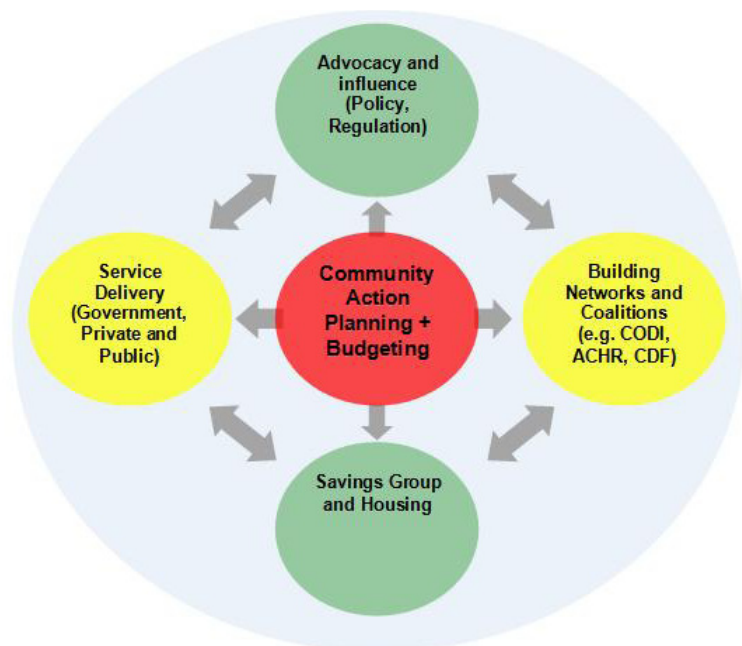 Advocacy and
influence
(Policy,
Regulation)
Service
Delivery
(Government,
Private and
Public)
Community
Action
Planning +
Budgeting
Building
Networks and
Coalitions
(e.g. CODI,
ACHR, CDF)
Savings Group
and Housing